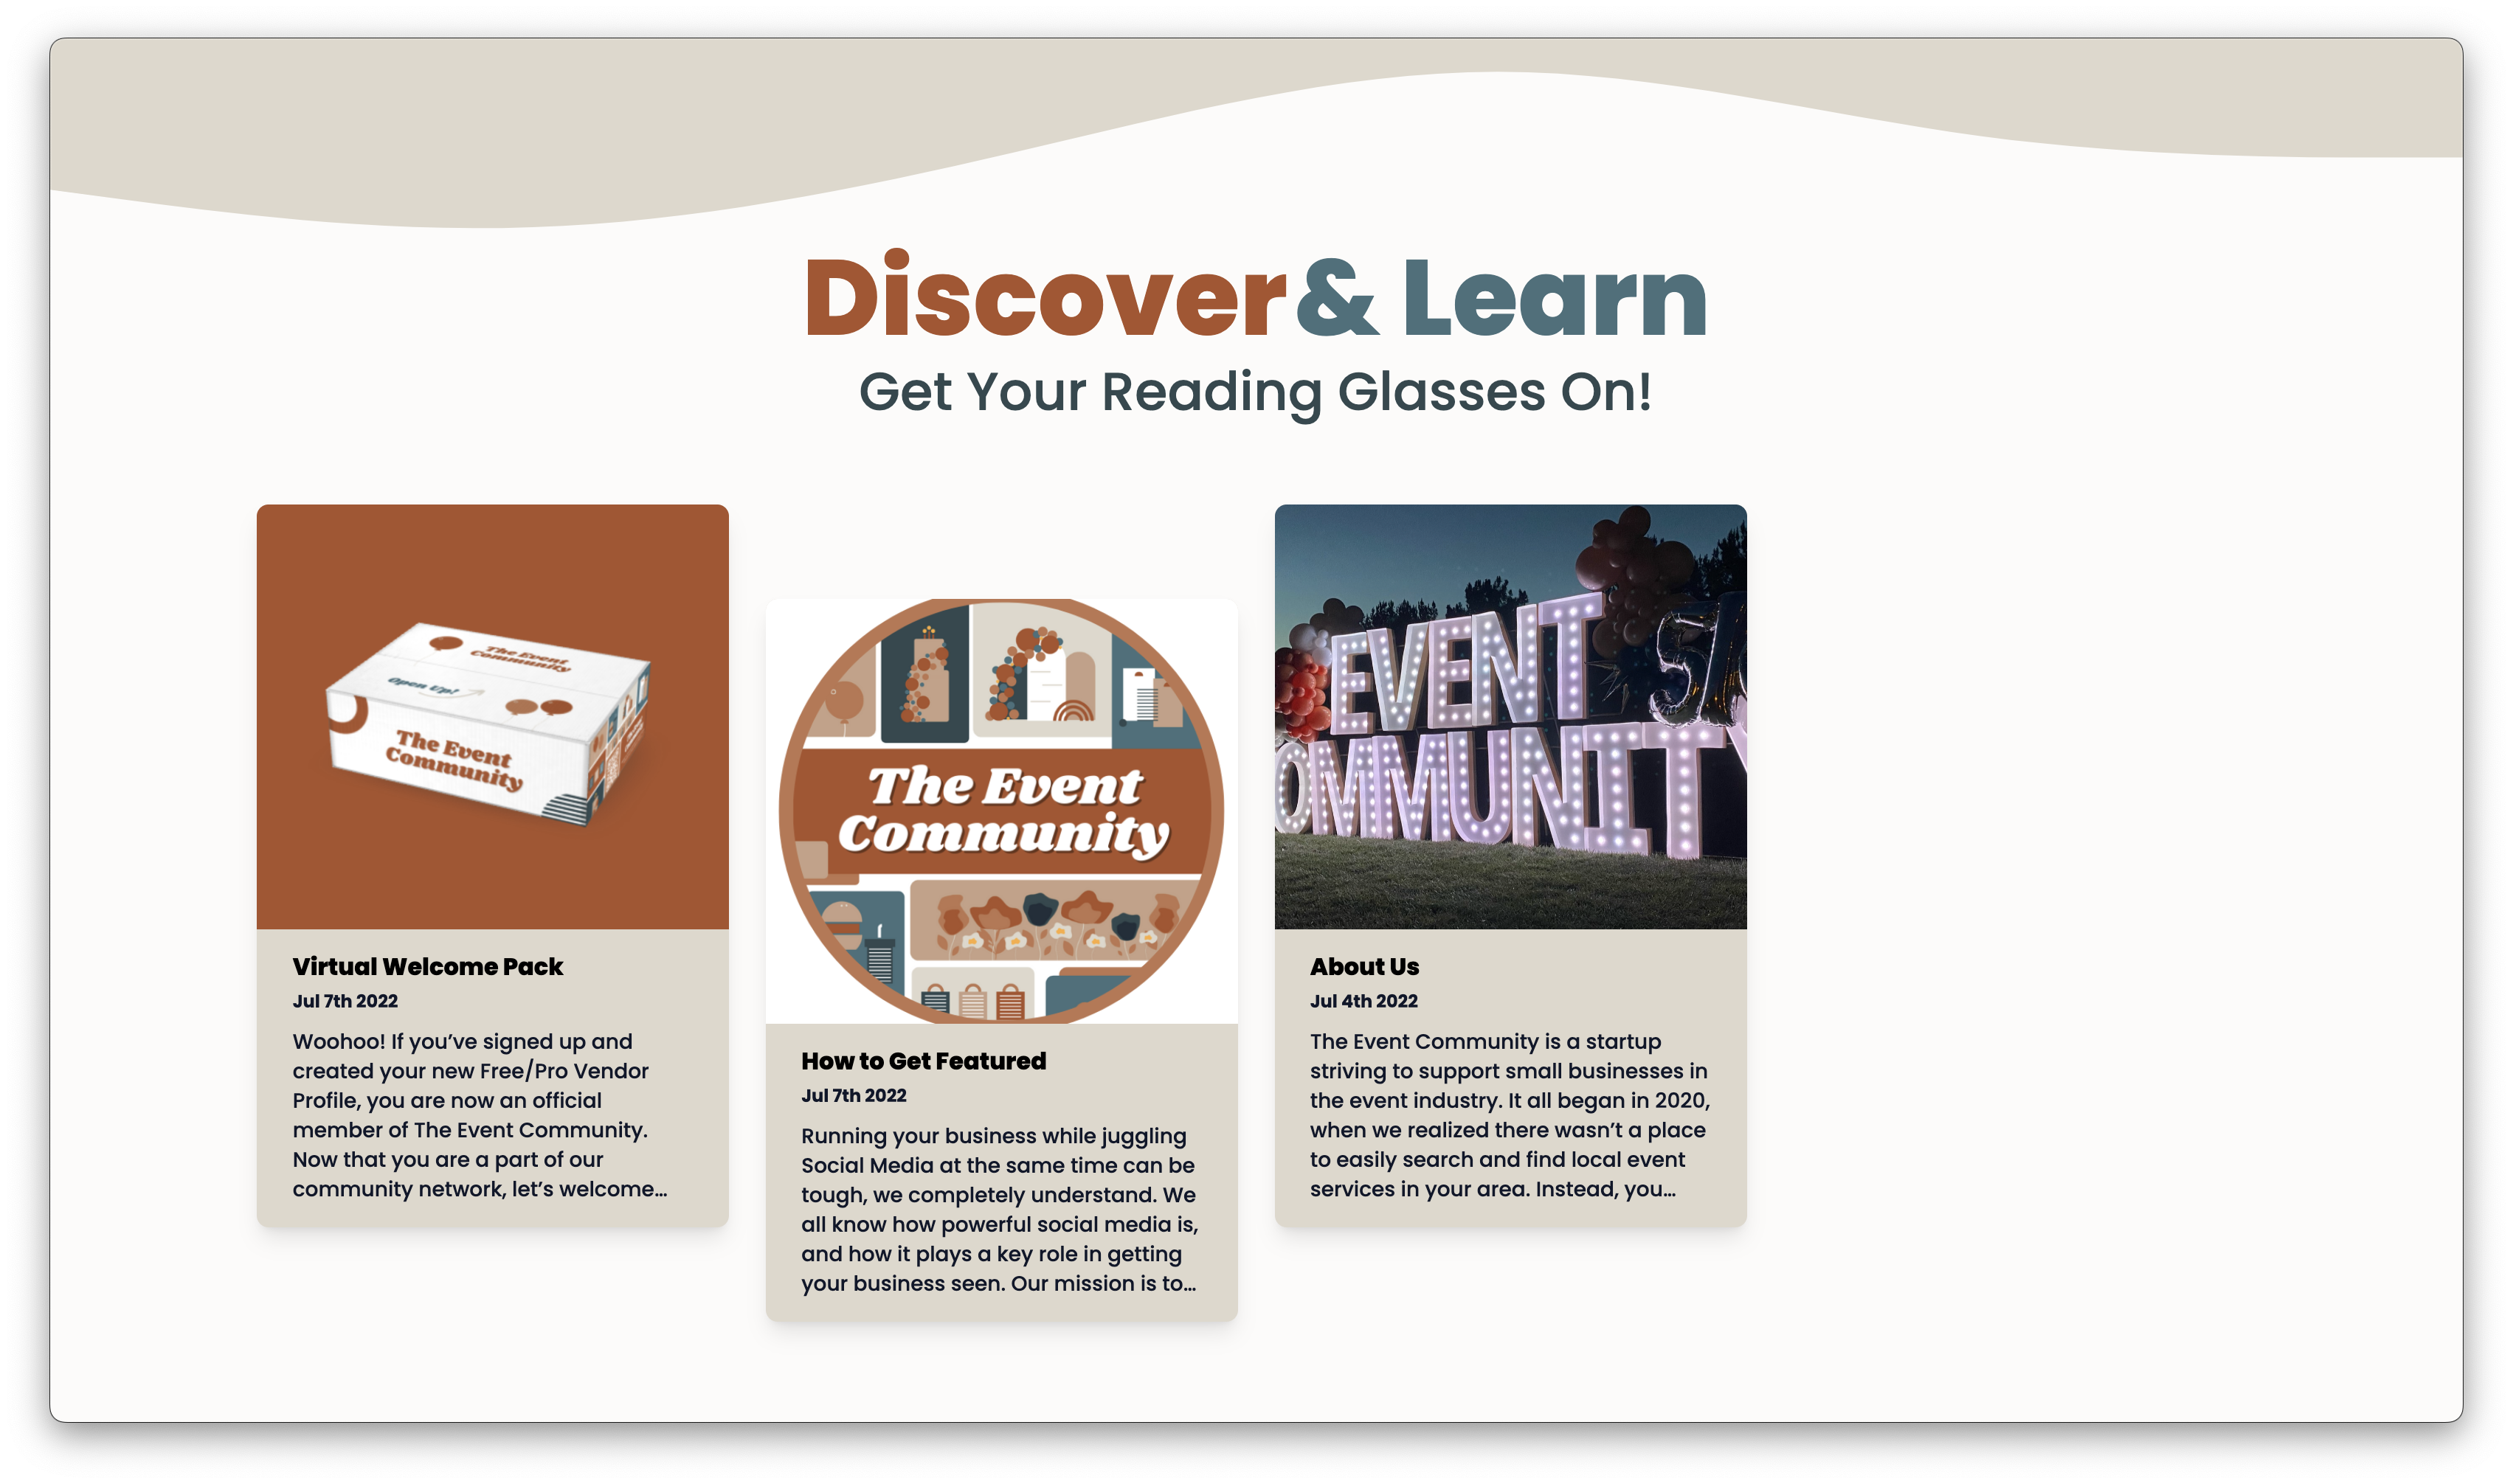 Discover & Learn
Get Your Reading Glasses On!
The Event
Community
Open Up!
The Event
Community
Virtual Welcome Pack
Jul 7th 2022
Woohoo! If you’ve signed up and
created your new Free/Pro Vendor
Profile, you are now an official
member of The Event Community.
Now that you are a part of our
community network, let’s welcome…
The Event
Community
How to Get Featured
Jul 7th 2022
Running your business while juggling
Social Media at the same time can be
tough, we completely understand. We
all know how powerful social media is,
and how it plays a key role in getting
your business seen. Our mission is to…
EVENT
OMMUNITY
About Us
Jul 4th 2022
The Event Community is a startup
striving to support small businesses in
the event industry. It all began in 2020,
when we realized there wasn’t a place
to easily search and find local event
services in your area. Instead, you…